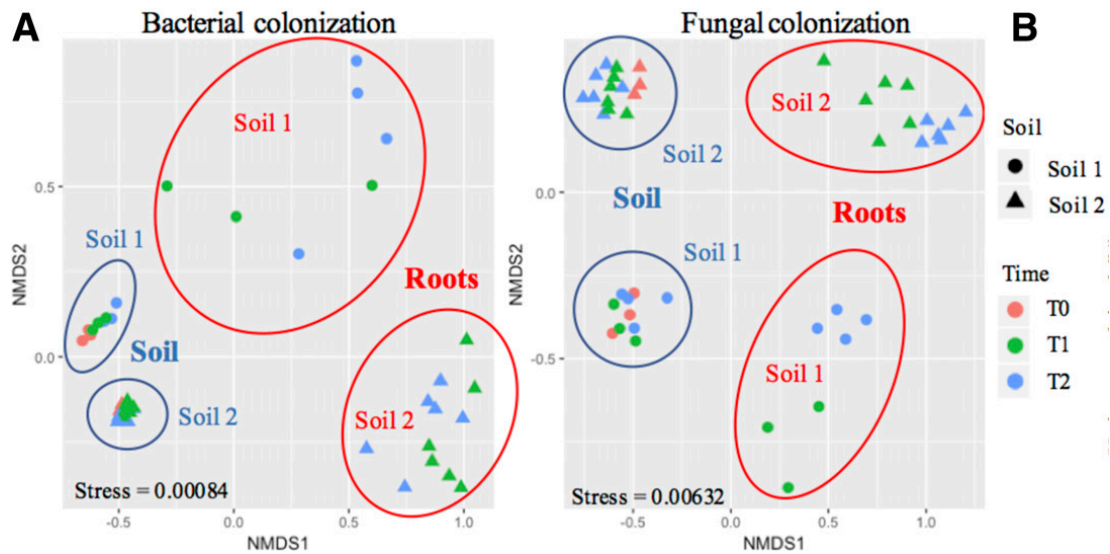 A
Bacterial colonization
Fungal colonization
B
Soil 1
Soil 1
Soil
Soil 2
Roots
Soil 2
Stress = 0.00084
0.5
0.0
NMDS2
-0.5
0.0
0.5
1.0
NMDS1
Soil 2
Soil
Soil 2
Roots
Soil 1
Soil 1
Stress = 0.00632
0.0
-0.5
NMDS2
-0.5
0.0
0.5
1.0
NMDS1
Soil
Soil 1
Soil 2
Time
T0
T1
T2